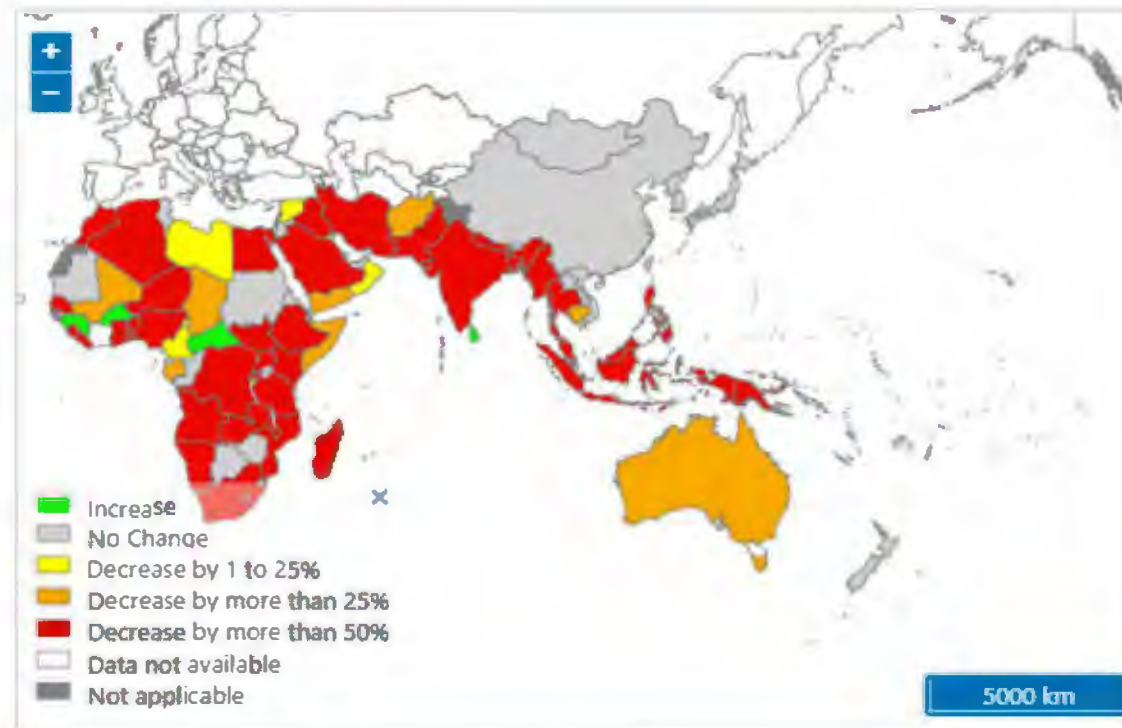 +
−
Increase
No Change
Decrease by 1 to 25%
Decrease by more than 25%
Decrease by more than 50%
Data not available
Not applicable
5000 km